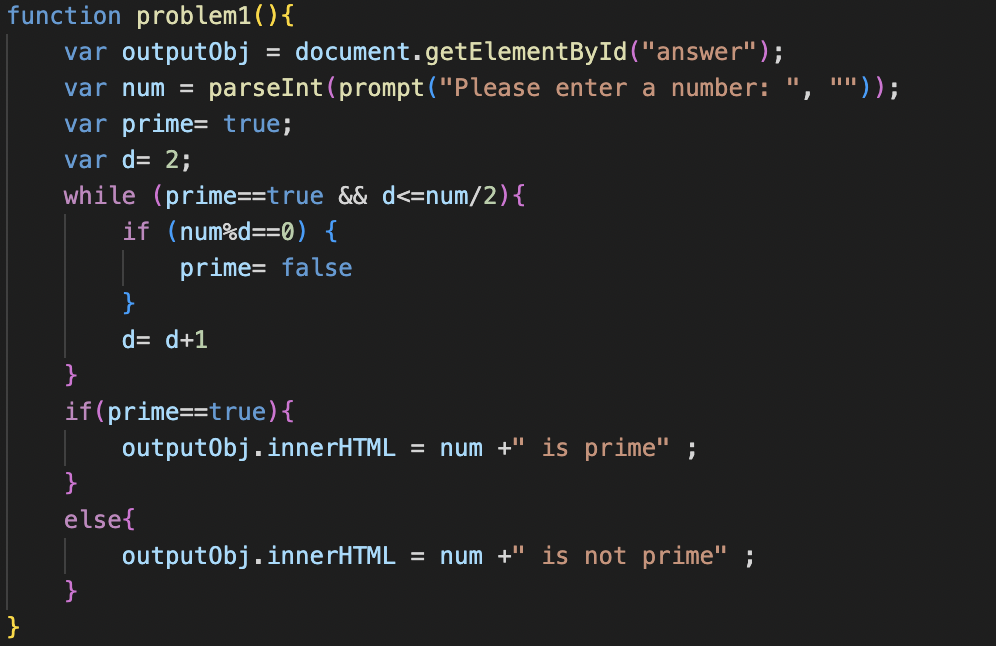 function problem1(){
    var outputObj = document.getElementById("answer");
    var num = parseInt(prompt("Please enter a number: ", ""));
    var prime= true;
    var d= 2;
    while (prime==true && d<=num/2){
        if (num%d==0) {
            prime= false
        }
        d= d+1
    }
    if(prime==true){
        outputObj.innerHTML = num +" is prime" ;
    }
    else{
        outputObj.innerHTML = num +" is not prime" ;
    }
}